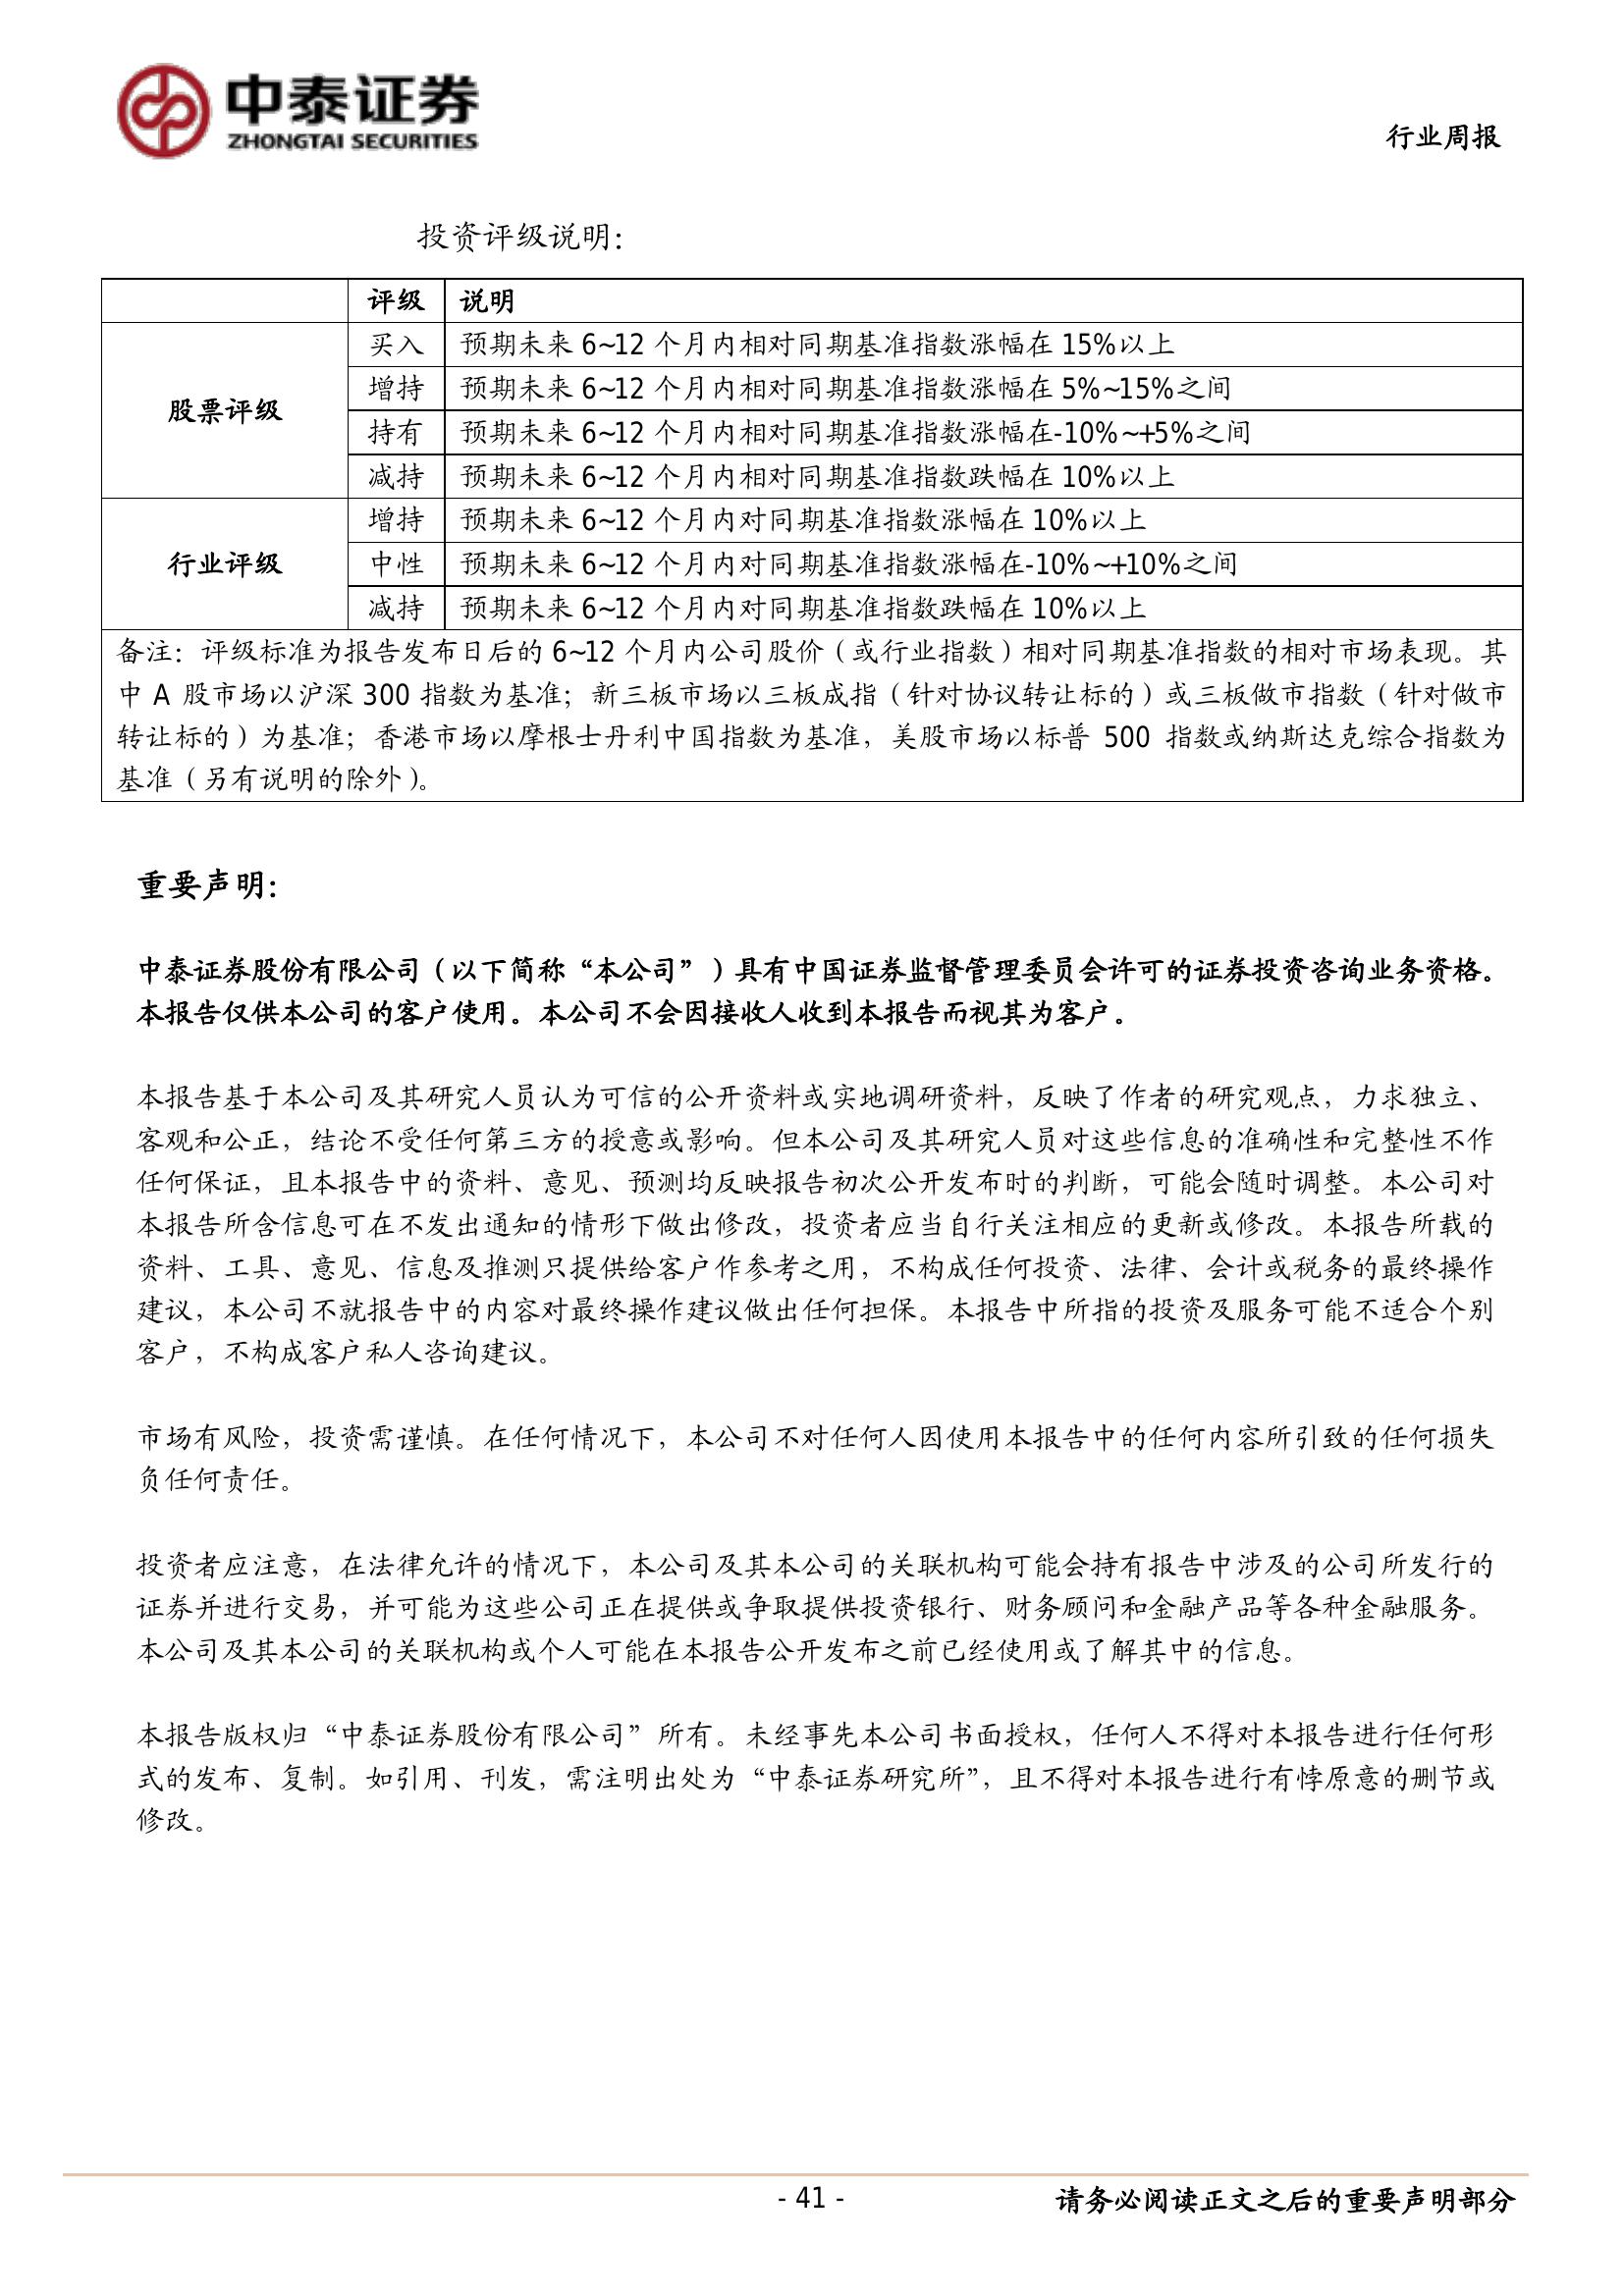 中泰证券
ZHONGTAI SECURITIES
行业周报
投资评级说明：
评级 说明
股票评级
买入 预期未来 6~12 个月内相对同期基准指数涨幅在 15%以上
增持 预期未来 6~12 个月内相对同期基准指数涨幅在 5%~15%之间
持有 预期未来 6~12 个月内相对同期基准指数涨幅在-10%~+5%之间
减持 预期未来 6~12 个月内相对同期基准指数跌幅在 10%以上
行业评级
增持 预期未来 6~12 个月内对同期基准指数涨幅在 10%以上
中性 预期未来 6~12 个月内对同期基准指数涨幅在-10%~+10%之间
减持 预期未来 6~12 个月内对同期基准指数跌幅在 10%以上
备注：评级标准为报告发布日后的 6~12 个月内公司股价（或行业指数）相对同期基准指数的相对市场表现。其
中 A 股市场以沪深 300 指数为基准；新三板市场以三板成指（针对协议转让标的）或三板做市指数（针对做市
转让标的）为基准；香港市场以摩根士丹利中国指数为基准，美股市场以标普 500 指数或纳斯达克综合指数为
基准（另有说明的除外）。
重要声明：
中泰证券股份有限公司（以下简称“本公司”）具有中国证券监督管理委员会许可的证券投资咨询业务资格。
本报告仅供本公司的客户使用。本公司不会因接收人收到本报告而视其为客户。
本报告基于本公司及其研究人员认为可信的公开资料或实地调研资料，反映了作者的研究观点，力求独立、
客观和公正，结论不受任何第三方的授意或影响。但本公司及其研究人员对这些信息的准确性和完整性不作
任何保证，且本报告中的资料、意见、预测均反映报告初次公开发布时的判断，可能会随时调整。本公司对
本报告所含信息可在不发出通知的情形下做出修改，投资者应当自行关注相应的更新或修改。本报告所载的
资料、工具、意见、信息及推测只提供给客户作参考之用，不构成任何投资、法律、会计或税务的最终操作
建议，本公司不就报告中的内容对最终操作建议做出任何担保。本报告中所指的投资及服务可能不适合个别
客户，不构成客户私人咨询建议。
市场有风险，投资需谨慎。在任何情况下，本公司不对任何人因使用本报告中的任何内容所引致的任何损失
负任何责任。
投资者应注意，在法律允许的情况下，本公司及其本公司的关联机构可能会持有报告中涉及的公司所发行的
证券并进行交易，并可能为这些公司正在提供或争取提供投资银行、财务顾问和金融产品等各种金融服务。
本公司及其本公司的关联机构或个人可能在本报告公开发布之前已经使用或了解其中的信息。
本报告版权归“中泰证券股份有限公司”所有。未经事先本公司书面授权，任何人不得对本报告进行任何形
式的发布、复制。如引用、刊发，需注明出处为“中泰证券研究所”，且不得对本报告进行有悖原意的删节或
修改。
- 41 -
请务必阅读正文之后的重要声明部分